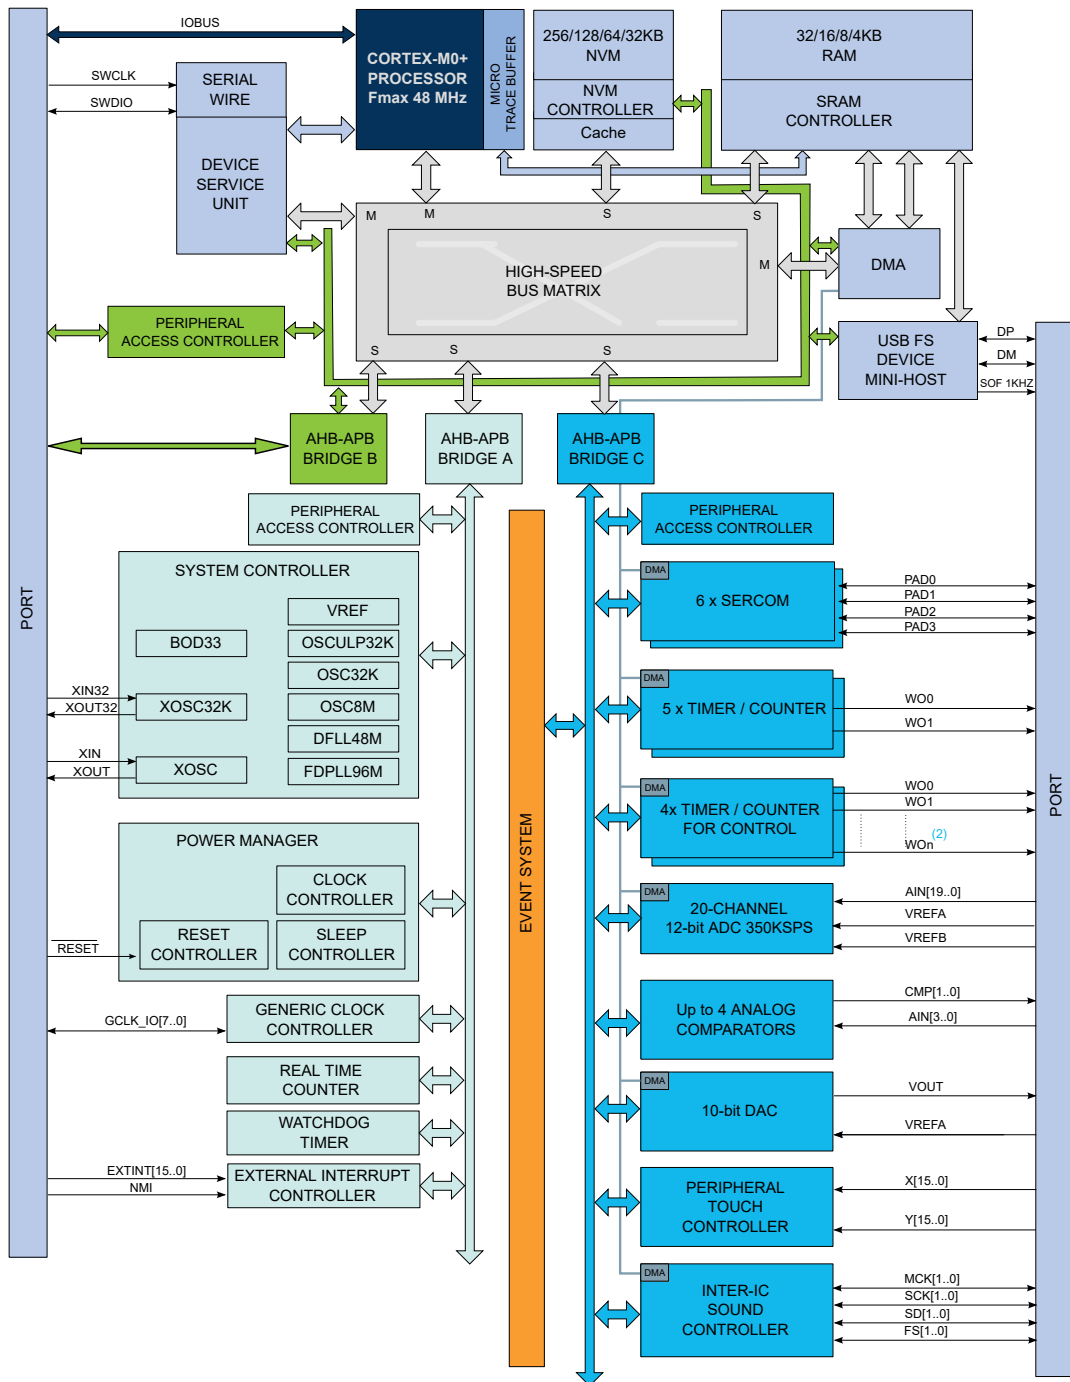 IOBUS
SWCLK
SWDIO
SERIAL
WIRE
DEVICE
SERVICE
UNIT
CORTEX-M0+
PROCESSOR
Fmax 48 MHz
MICRO
TRACE BUFFER
256/128/64/32KB
NVM
NVM
CONTROLLER
Cache
32/16/8/4KB
RAM
SRAM
CONTROLLER
M
M
S
S
M
HIGH-SPEED
BUS MATRIX
S
S
S
DMA
PERIPHERAL
ACCESS CONTROLLER
USB FS
DEVICE
MINI-HOST
DP
DM
SOF 1KHZ
AHB-APB
BRIDGE B
AHB-APB
BRIDGE A
AHB-APB
BRIDGE C
PORT
PERIPHERAL
ACCESS CONTROLLER
SYSTEM CONTROLLER
VREF
BOD33
OSCULP32K
OSC32K
XIN32
XOUT32
XOSC32K
OSC8M
DFLL48M
XIN
XOUT
XOSC
FDPLL96M
POWER MANAGER
CLOCK
CONTROLLER
RESET
RESET
CONTROLLER
SLEEP
CONTROLLER
GCLK_IO[7..0]
GENERIC CLOCK
CONTROLLER
REAL TIME
COUNTER
WATCHDOG
TIMER
EXTINT[15..0]
NMI
EXTERNAL INTERRUPT
CONTROLLER
EVENT SYSTEM
PERIPHERAL
ACCESS CONTROLLER
DMA
6 x SERCOM
PAD0
PAD1
PAD2
PAD3
DMA
5 x TIMER / COUNTER
WO0
WO1
DMA
4x TIMER / COUNTER
FOR CONTROL
WO0
WO1
(2)
WOn
DMA
20-CHANNEL
12-bit ADC 350KSPS
AIN[19..0]
VREFA
VREFB
Up to 4 ANALOG
COMPARATORS
CMP[1..0]
AIN[3..0]
DMA
10-bit DAC
VOUT
VREFA
PERIPHERAL
TOUCH
CONTROLLER
X[15..0]
Y[15..0]
DMA
INTER-IC
SOUND
CONTROLLER
MCK[1..0]
SCK[1..0]
SD[1..0]
FS[1..0]
PORT